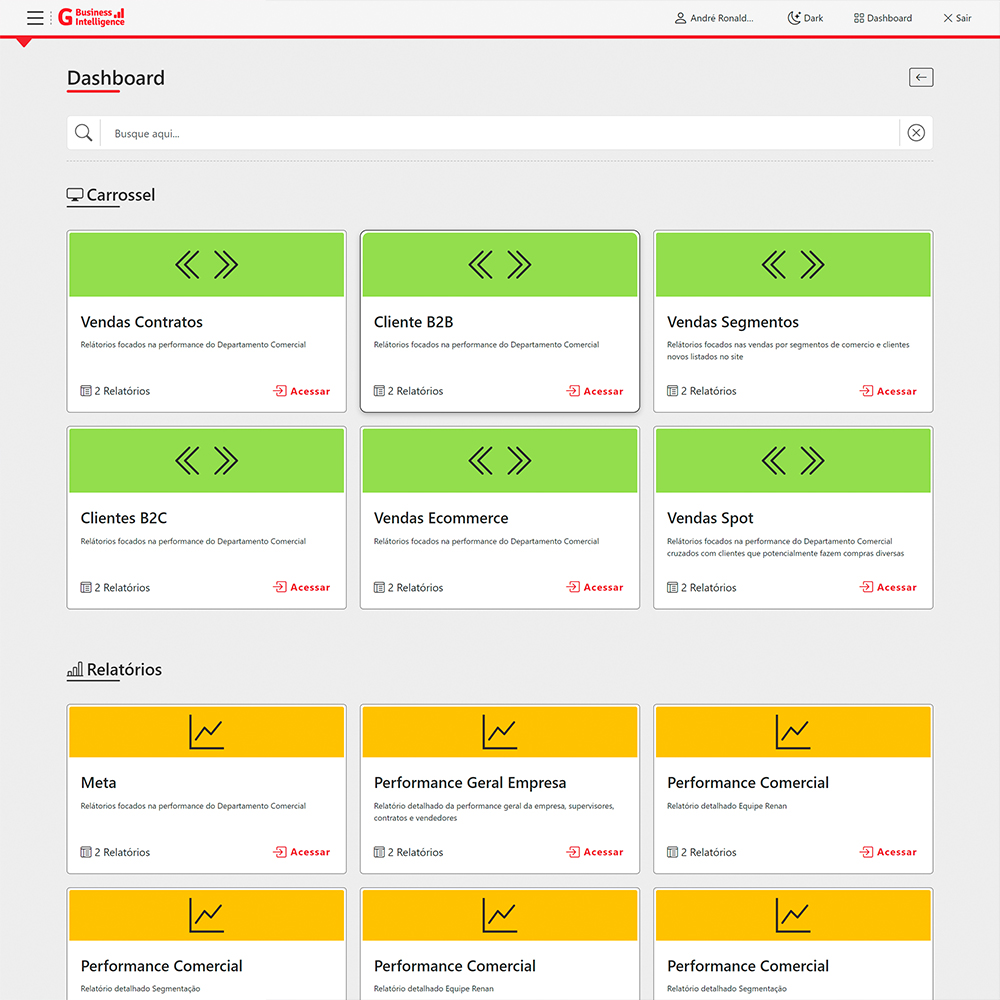 G Business Intelligence
André Ronald...
Dark
Dashboard
Sair
Dashboard
Busque aqui...
Carrossel
Vendas Contratos
Relátorios focados na performance do Departamento Comercial
2 Relatórios
Acessar
Cliente B2B
Relátorios focados na performance do Departamento Comercial
2 Relatórios
Acessar
Vendas Segmentos
Relátorios focados nas vendas por segmentos de comercio e clientes
novos listados no site
2 Relatórios
Acessar
Clientes B2C
Relátorios focados na performance do Departamento Comercial
2 Relatórios
Acessar
Vendas Ecommerce
Relátorios focados na performance do Departamento Comercial
2 Relatórios
Acessar
Vendas Spot
Relátorios focados na performance do Departamento Comercial
cruzados com clientes que potencialmente fazem compras diversas
2 Relatórios
Acessar
Relatórios
Meta
Relátorios focados na performance do Departamento Comercial
2 Relatórios
Acessar
Performance Geral Empresa
Relatório detalhado da performance geral da empresa, supervisores,
contratos e vendedores
2 Relatórios
Acessar
Performance Comercial
Relatório detalhado Equipe Renan
2 Relatórios
Acessar
Performance Comercial
Relatório detalhado Segmentação
Performance Comercial
Relatório detalhado Equipe Renan
Performance Comercial
Relatório detalhado Segmentação